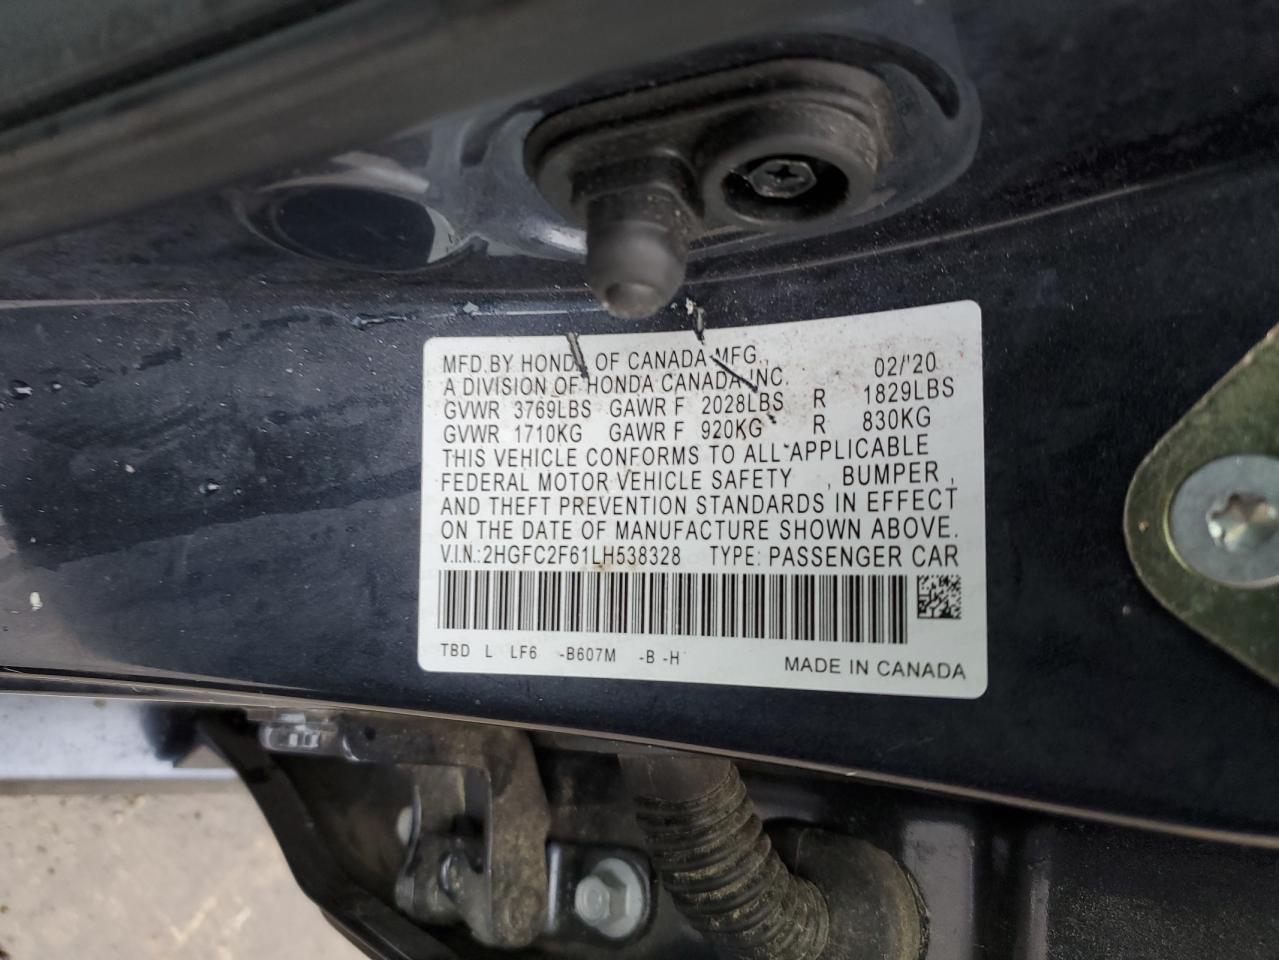 MFD.BY HONDA OF CANADA MFG., 02/'20
A DIVISION OF HONDA CANADA INC.
GVWR 3769LBS GAWR F 2028LBS R 1829LBS
GVWR 1710KG GAWR F 920KG R 830KG
THIS VEHICLE CONFORMS TO ALL APPLICABLE
FEDERAL MOTOR VEHICLE SAFETY , BUMPER ,
AND THEFT PREVENTION STANDARDS IN EFFECT
ON THE DATE OF MANUFACTURE SHOWN ABOVE.
V.I.N.:2HGFC2F61LH538328 TYPE: PASSENGER CAR
TBD L LF6 -B607M -B -H
MADE IN CANADA